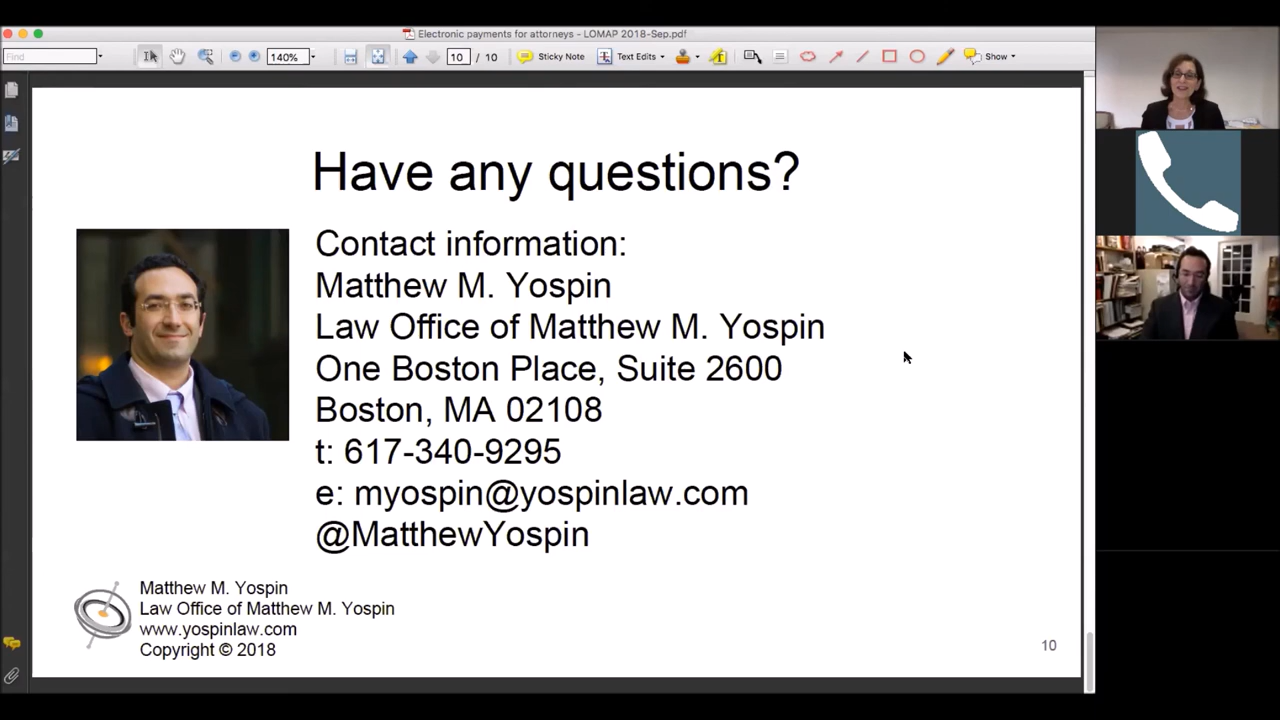 Electronic payments for attorneys - LOMAP 2018-Sep.pdf
Find
140%
10 / 10
Sticky Note
Text Edits
Show
Have any questions?
Contact information:
Matthew M. Yospin
Law Office of Matthew M. Yospin
One Boston Place, Suite 2600
Boston, MA 02108
t: 617-340-9295
e: myospin@yospinlaw.com
@MatthewYospin
Matthew M. Yospin
Law Office of Matthew M. Yospin
www.yospinlaw.com
Copyright © 2018
10